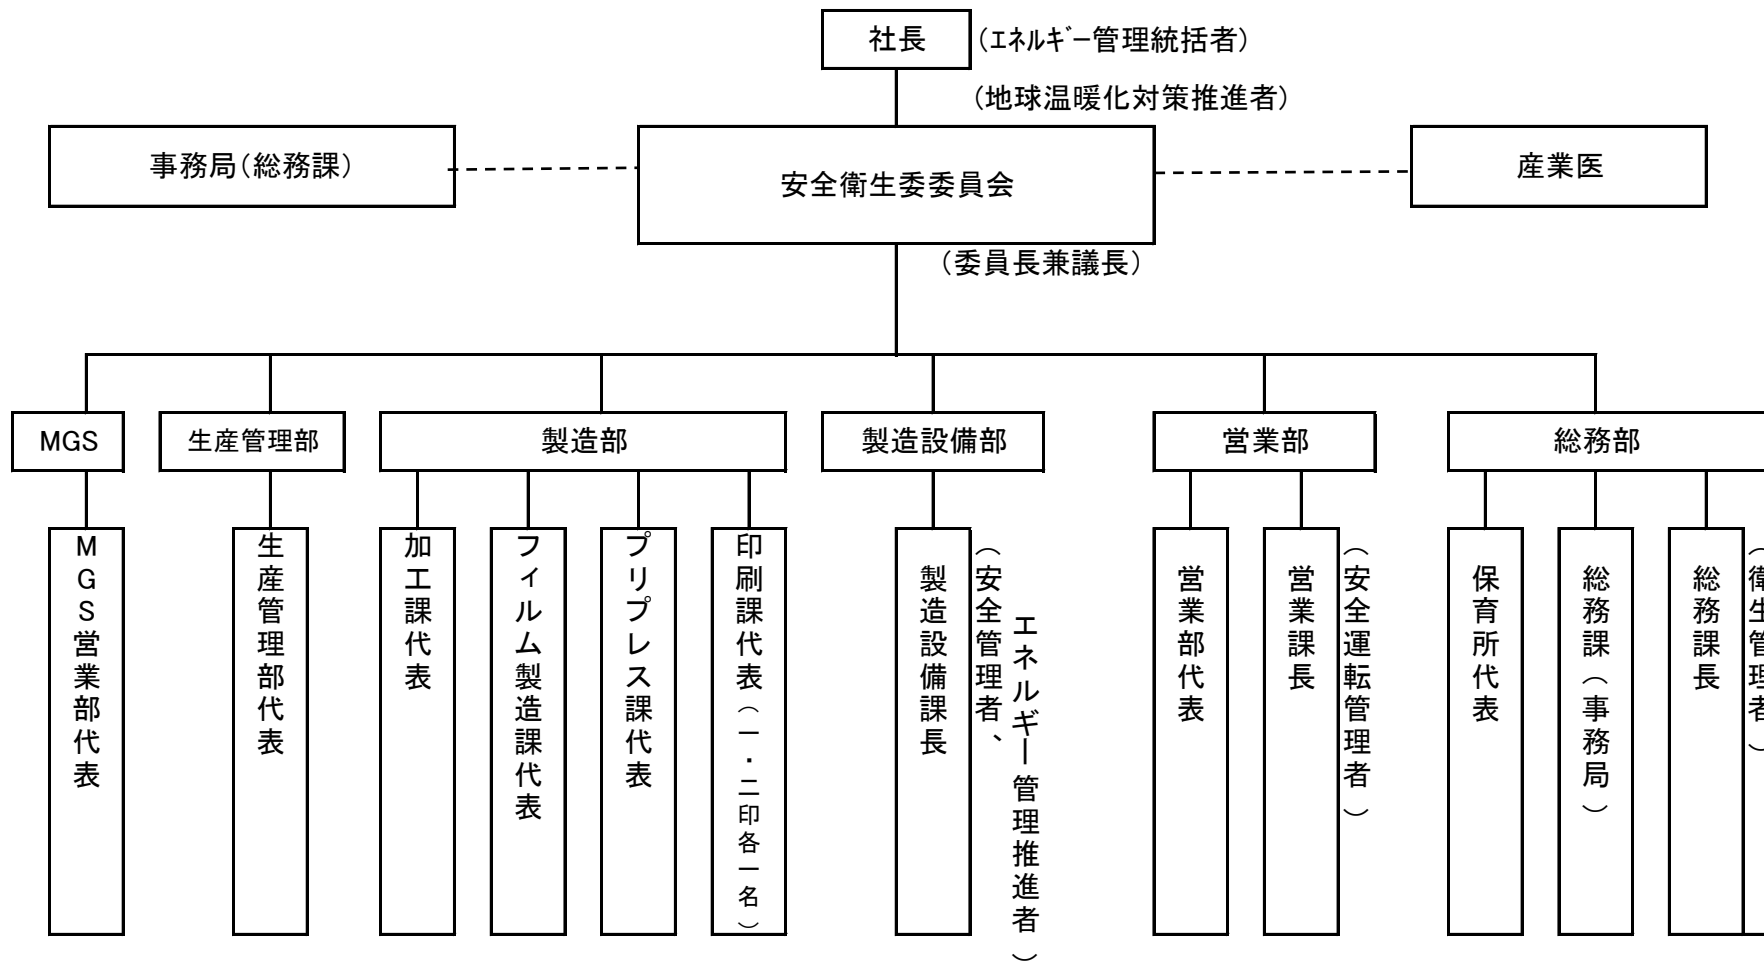 社長
(ｴﾈﾙｷﾞｰ管理統括者)
(地球温暖化対策推進者)
事務局(総務課)
安全衛生委委員会
産業医
(委員長兼議長)
MGS
生産管理部
製造部
製造設備部
営業部
総務部
MGS営業部代表
生産管理部代表
加工課代表
フィルム製造課代表
プリプレス課代表
印刷課代表(一・二印各一名)
製造設備課長
(安全管理者、
エネルギー管理推進者)
営業部代表
営業課長
(安全運転管理者)
保育所代表
総務課(事務局)
総務課長
(衛生管理者)